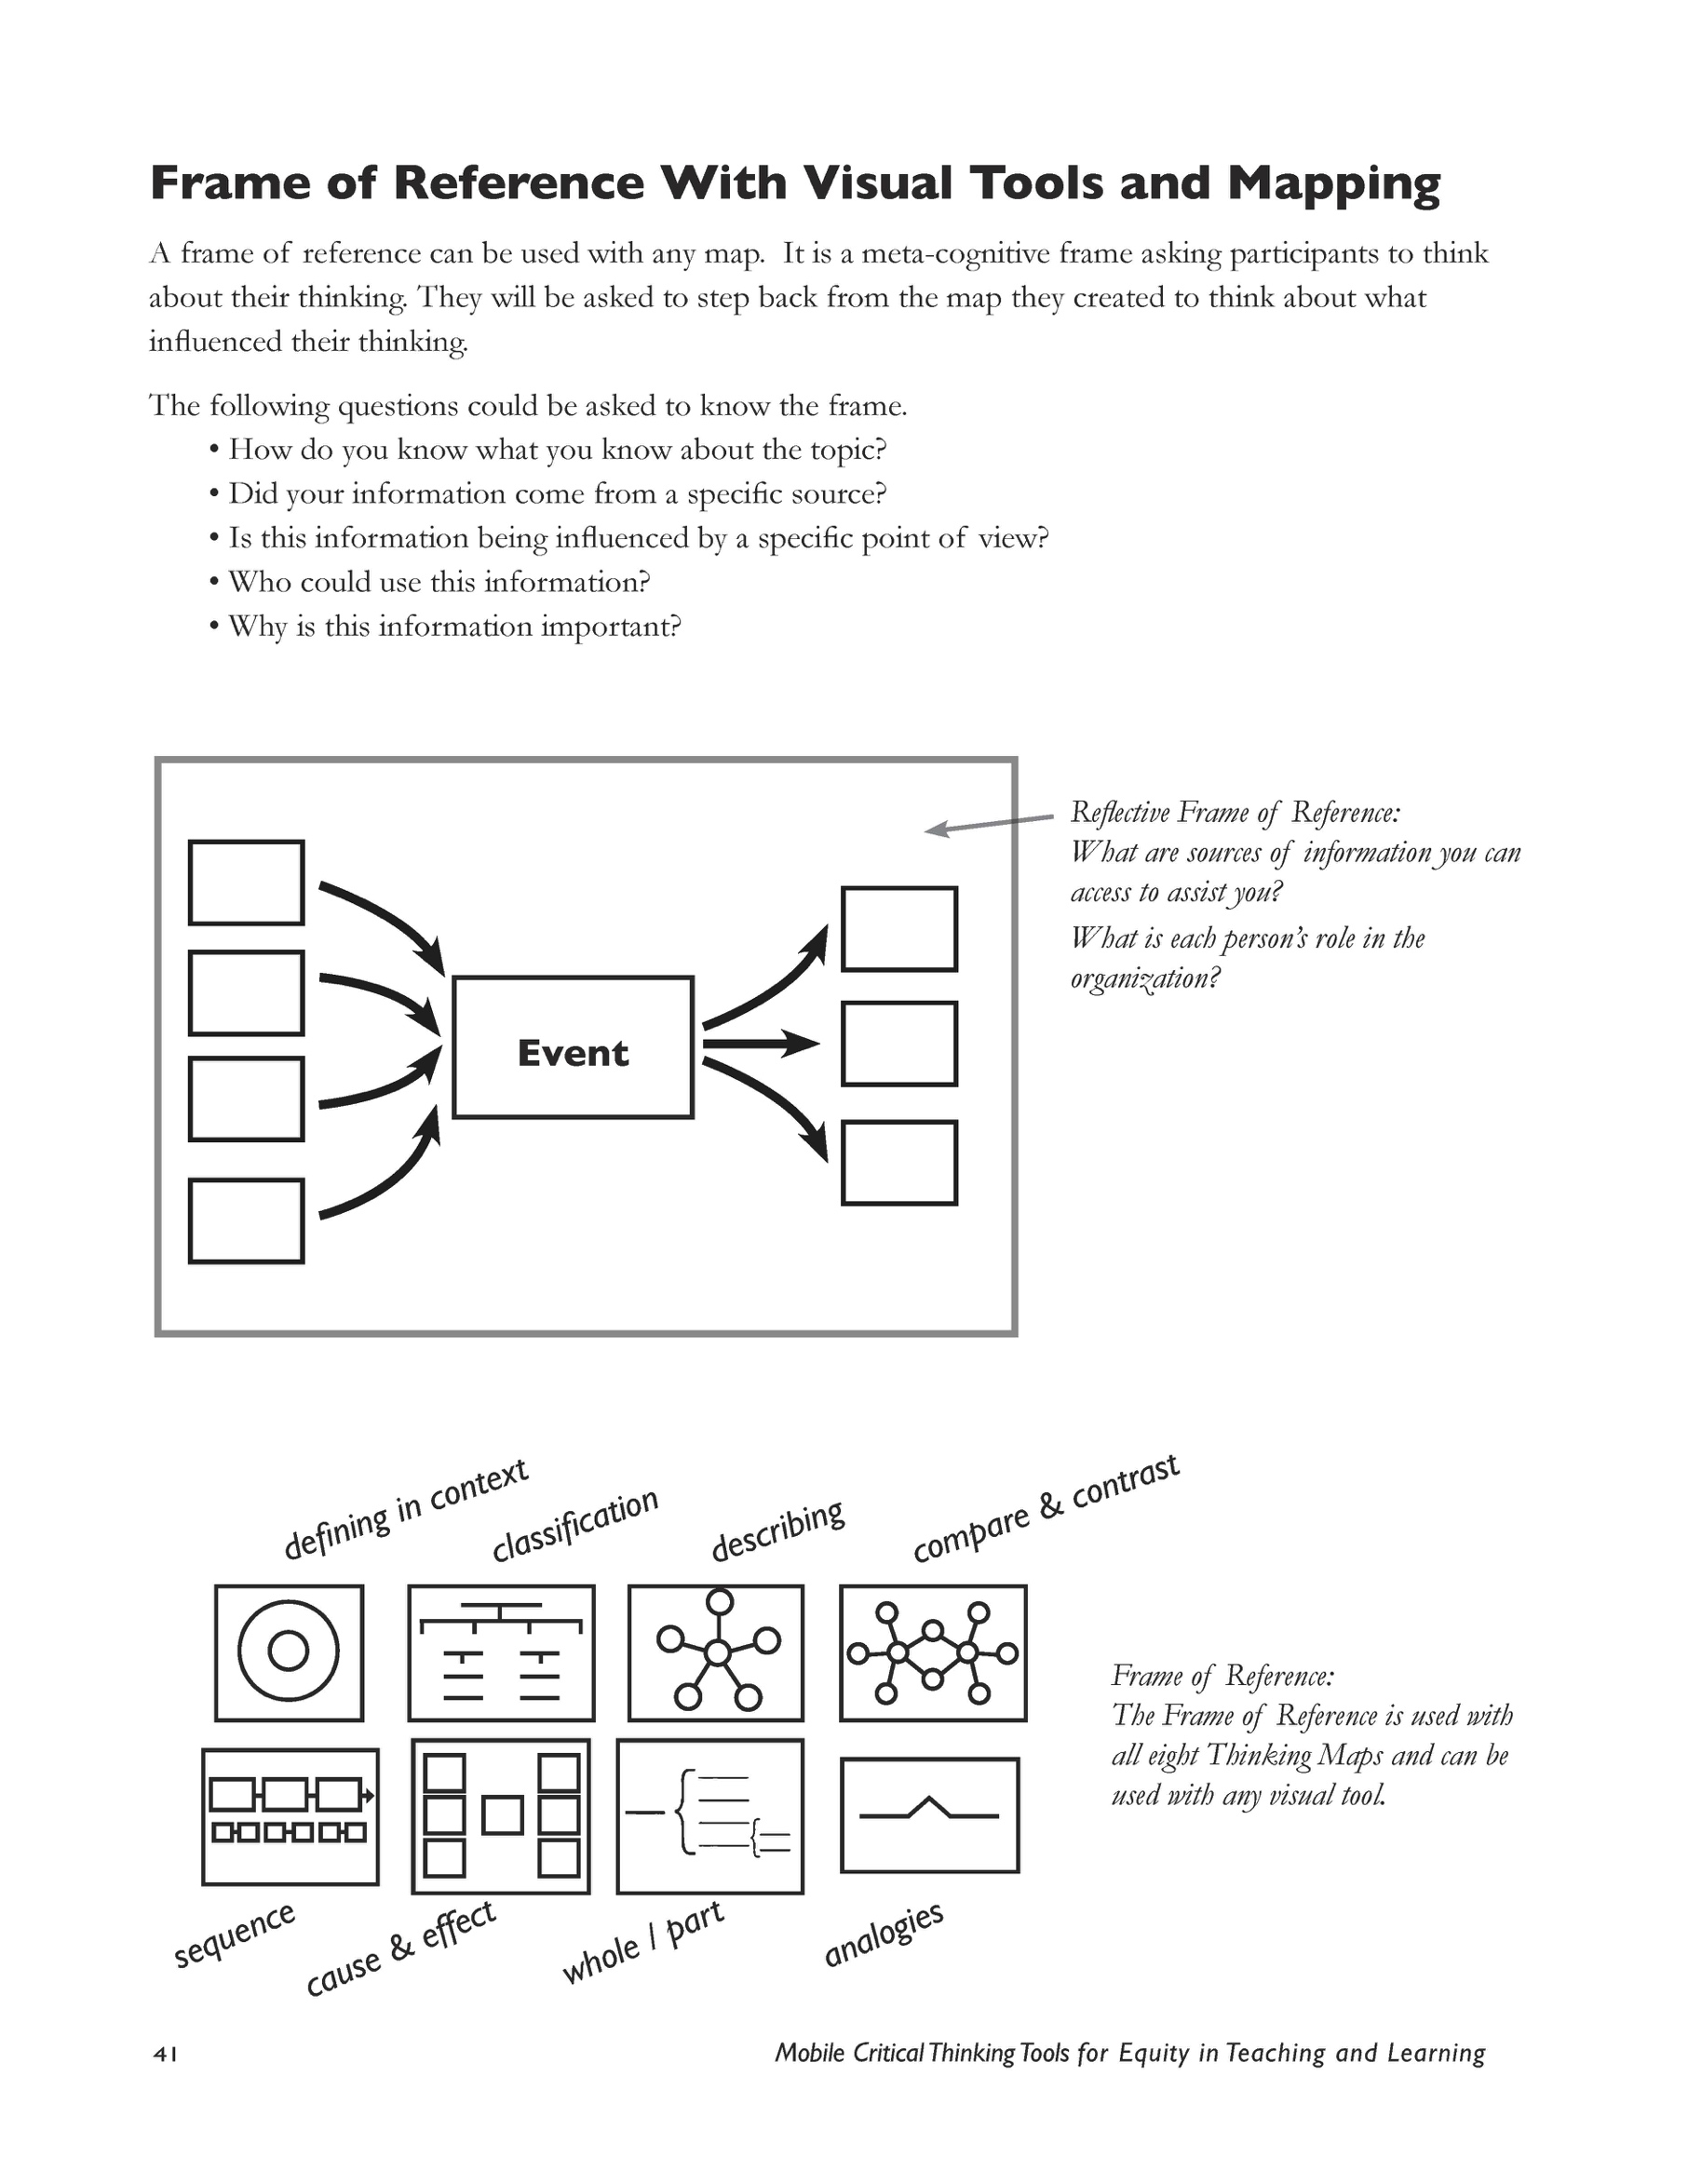 Frame of Reference With Visual Tools and Mapping
A frame of reference can be used with any map.  It is a meta-cognitive frame asking participants to think
about their thinking. They will be asked to step back from the map they created to think about what
influenced their thinking.
The following questions could be asked to know the frame.
• How do you know what you know about the topic?
• Did your information come from a specific source?
• Is this information being influenced by a specific point of view?
• Who could use this information?
• Why is this information important?
Reflective Frame of Reference:
What are sources of information you can
access to assist you?
What is each person's role in the
organization?
Event
defining in context
classification
describing
compare & contrast
Frame of Reference:
The Frame of Reference is used with
all eight Thinking Maps and can be
used with any visual tool.
sequence
cause & effect
whole / part
analogies
41
Mobile Critical Thinking Tools for Equity in Teaching and Learning